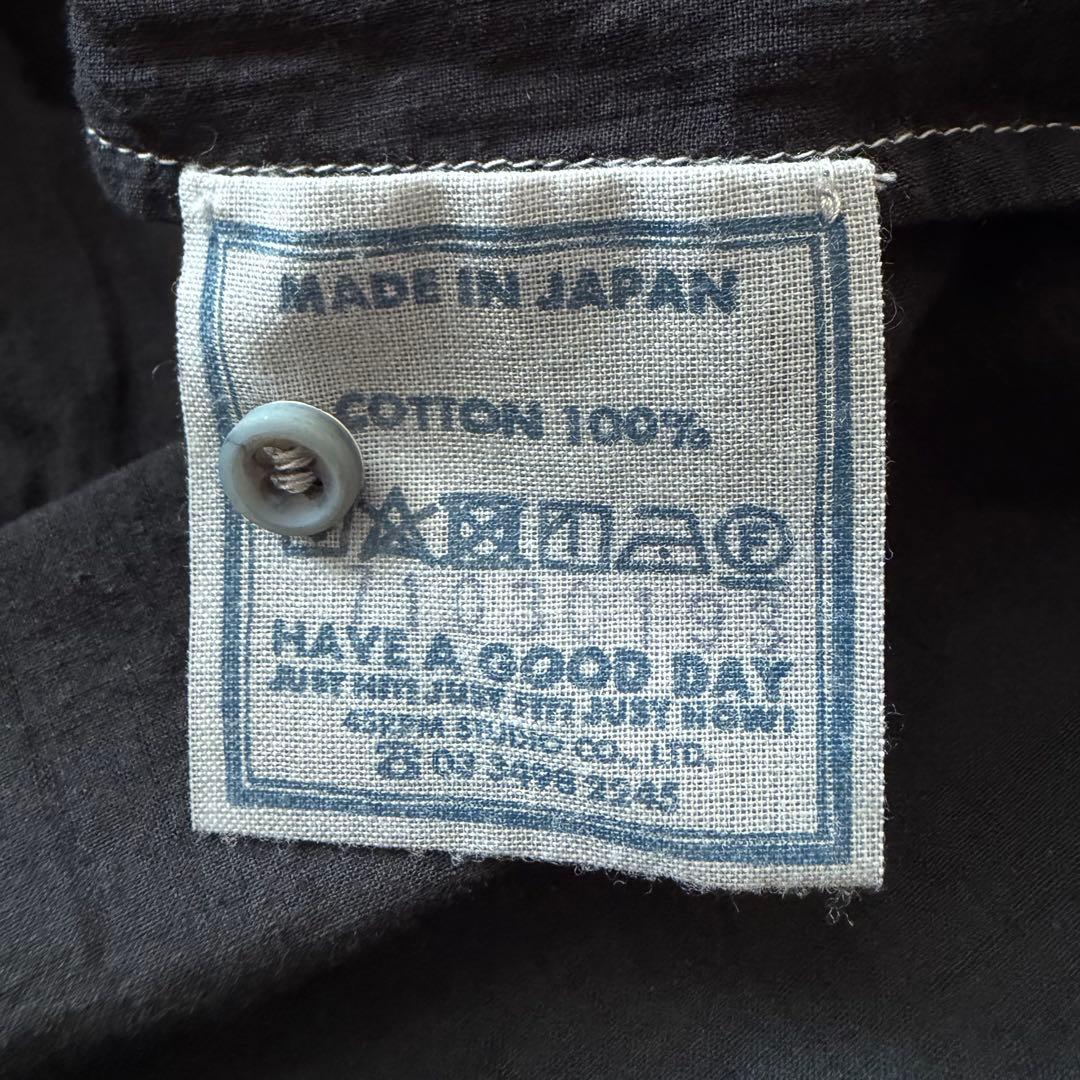 MADE IN JAPAN
COTTON 100%
F
HAVE A GOOD DAY
JUST HITS JUST FIT! JUST NOW!
45RPM STUDIO CO., LTD.
☎ 03 3498 2245